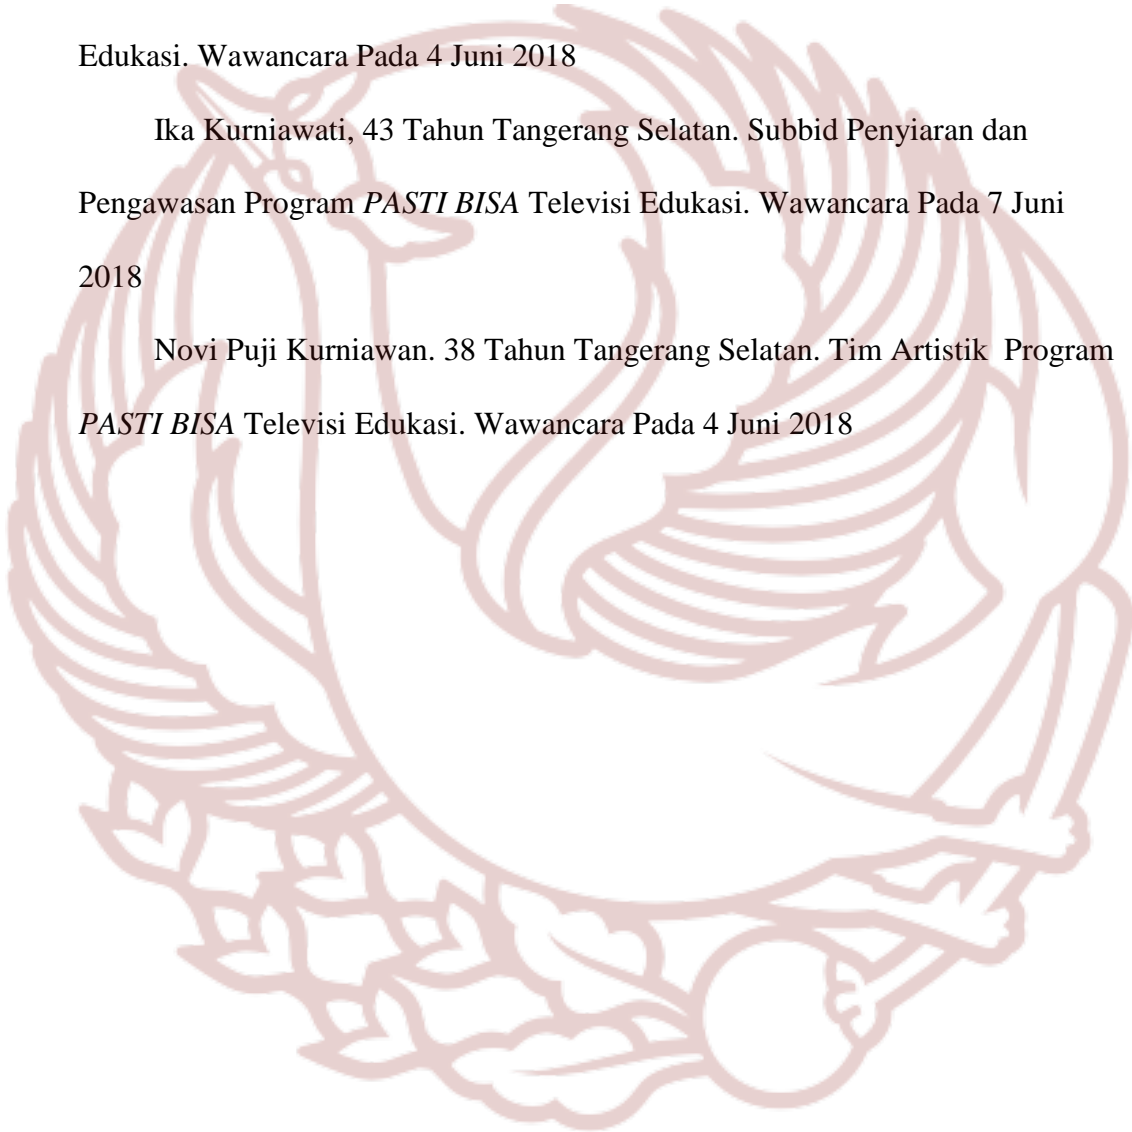 Edukasi. Wawancara Pada 4 Juni 2018
Ika Kurniawati, 43 Tahun Tangerang Selatan. Subbid Penyiaran dan
Pengawasan Program PASTI BISA Televisi Edukasi. Wawancara Pada 7 Juni
2018
Novi Puji Kurniawan. 38 Tahun Tangerang Selatan. Tim Artistik  Program
PASTI BISA Televisi Edukasi. Wawancara Pada 4 Juni 2018